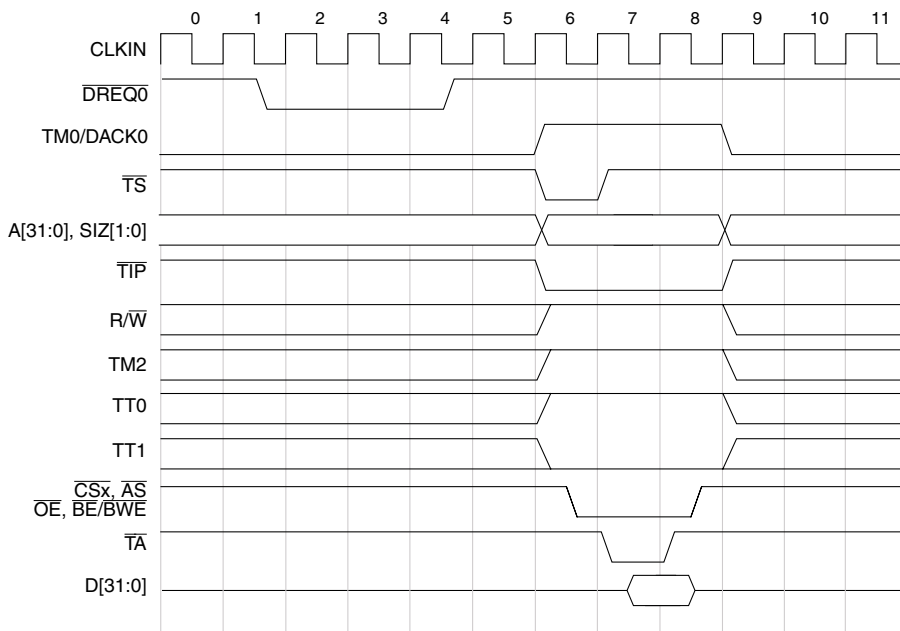 0 1 2 3 4 5 6 7 8 9 10 11
CLKIN
DREQ0
TM0/DACK0
TS
A[31:0], SIZ[1:0]
TIP
R/W
TM2
TT0
TT1
CSx, AS
OE, BE/BWE
TA
D[31:0]